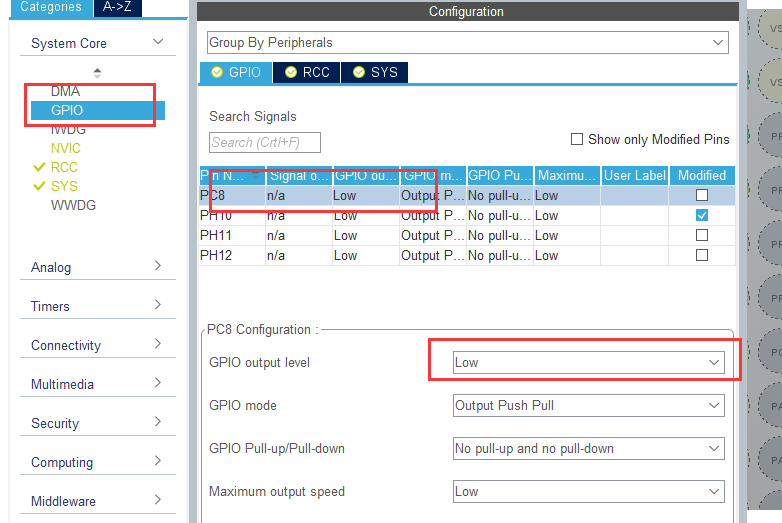 Categories A->Z
System Core
DMA
GPIO
IWDG
NVIC
RCC
SYS
WWDG
Analog
Timers
Connectivity
Multimedia
Security
Computing
Middleware
Configuration
Group By Peripherals
GPIO RCC SYS
Search Signals
Search (Crtl+F)
Show only Modified Pins
Pin N... Signal o... GPIO ou... GPIO m... GPIO Pu... Maximu... User Label Modified
PC8 n/a Low Output P... No pull-u... Low
PH10 n/a Low Output P... No pull-u... Low
PH11 n/a Low Output P... No pull-u... Low
PH12 n/a Low Output P... No pull-u... Low
PC8 Configuration :
GPIO output level Low
GPIO mode Output Push Pull
GPIO Pull-up/Pull-down No pull-up and no pull-down
Maximum output speed Low